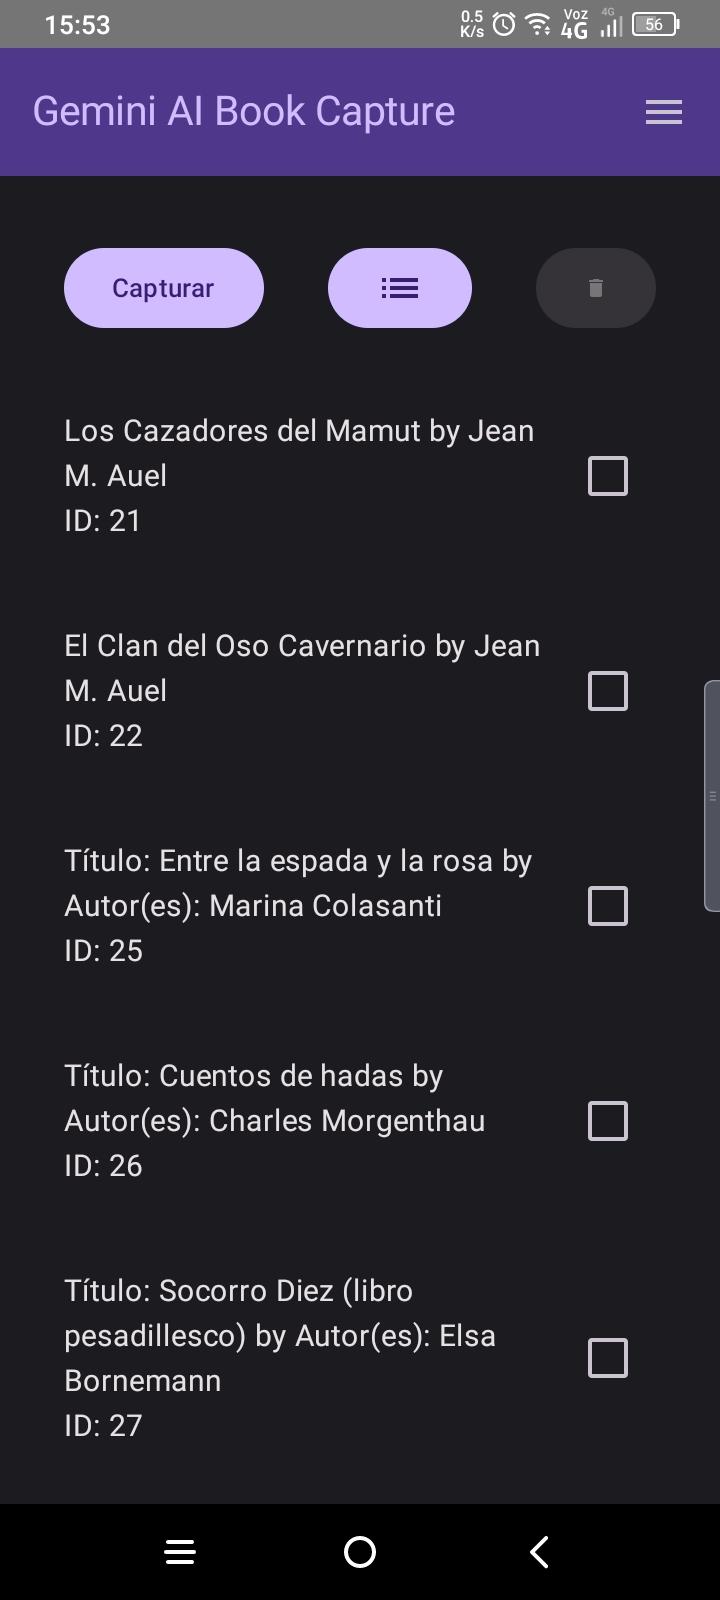 15:53
0.5 K/s
Voz 4G
4G
56
Gemini AI Book Capture
Capturar
Los Cazadores del Mamut by Jean
M. Auel
ID: 21
El Clan del Oso Cavernario by Jean
M. Auel
ID: 22
Título: Entre la espada y la rosa by
Autor(es): Marina Colasanti
ID: 25
Título: Cuentos de hadas by
Autor(es): Charles Morgenthau
ID: 26
Título: Socorro Diez (libro
pesadillesco) by Autor(es): Elsa
Bornemann
ID: 27